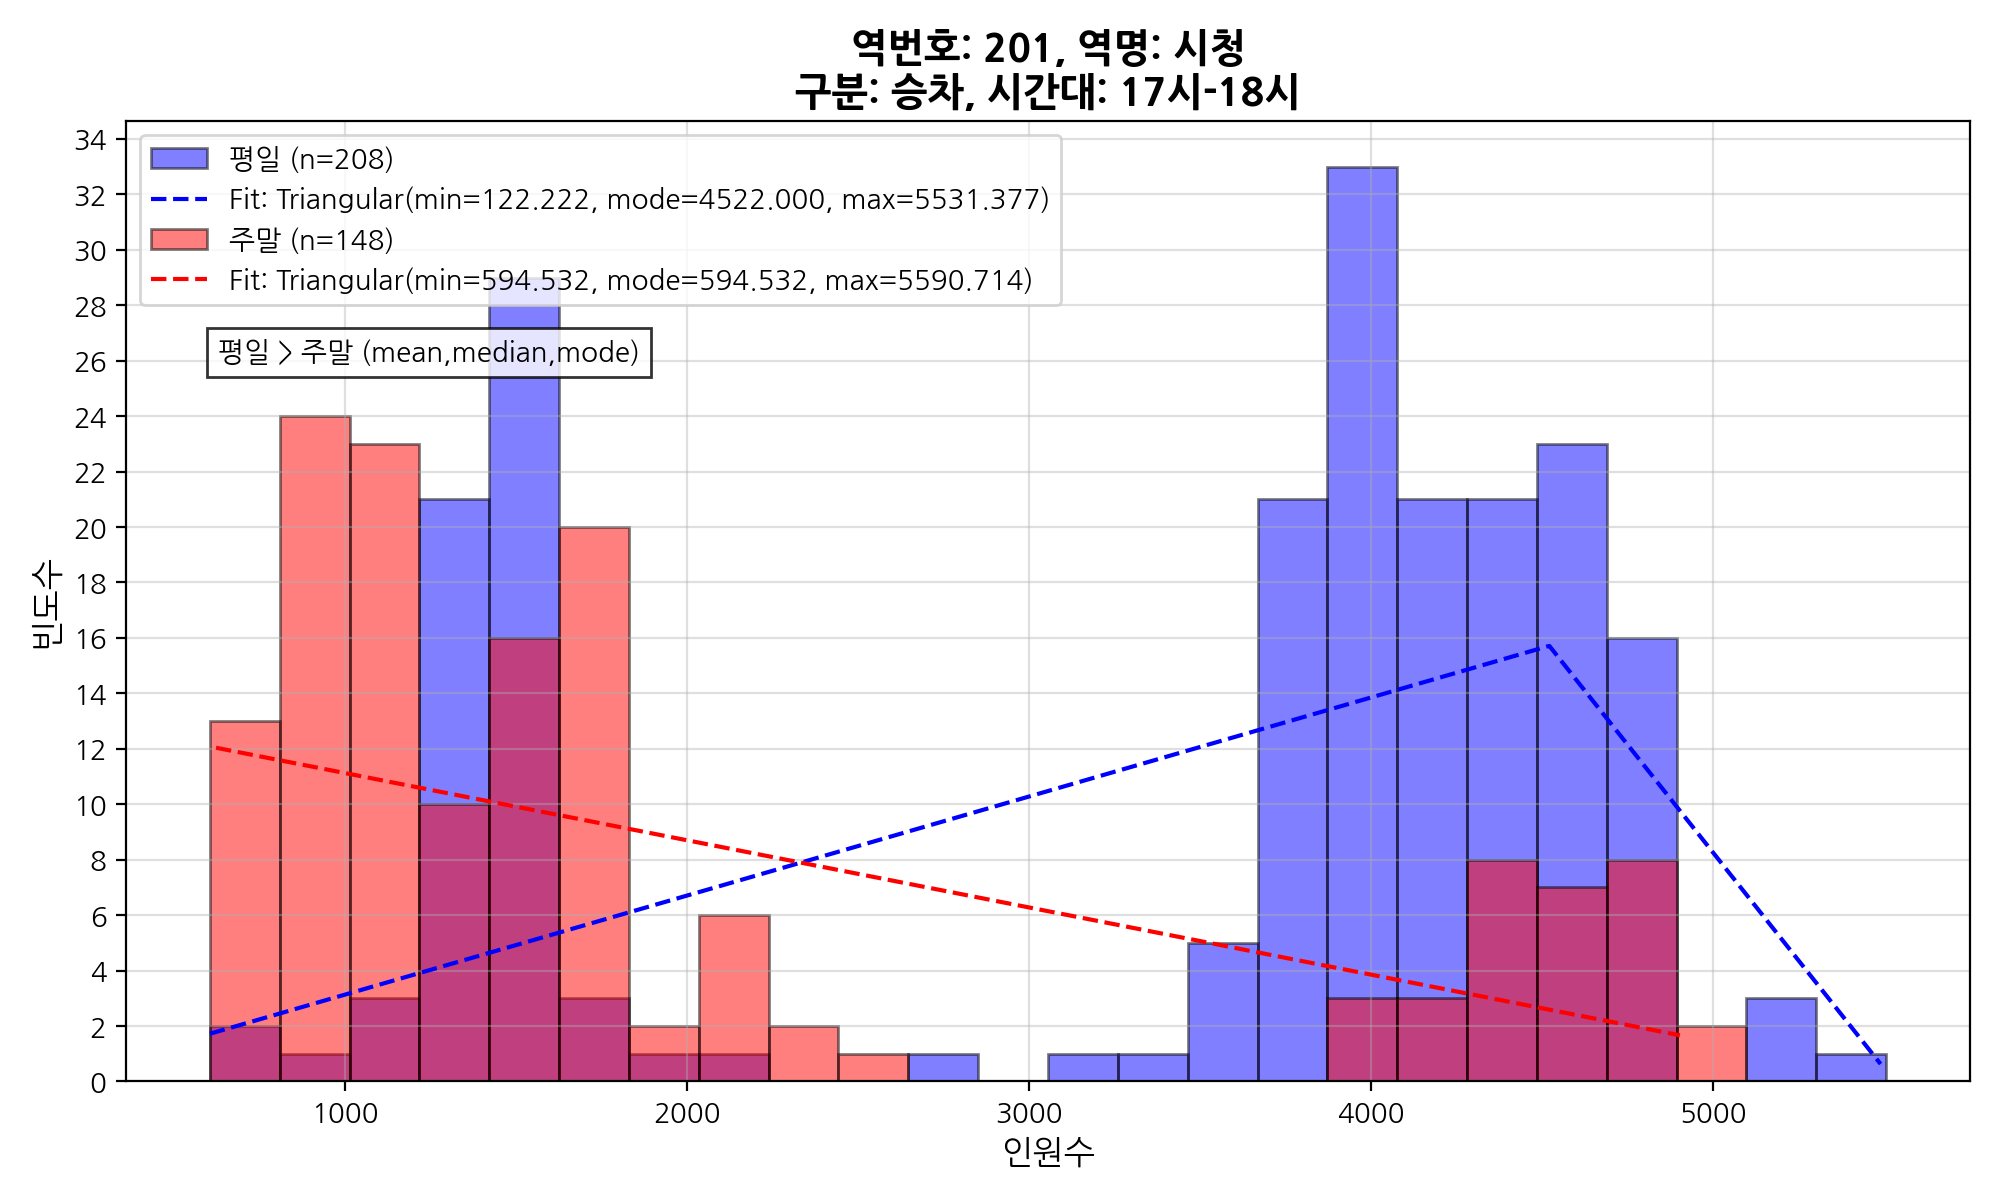 역번호: 201, 역명: 시청
구분: 승차, 시간대: 17시-18시
평일 (n=208)
Fit: Triangular(min=122.222, mode=4522.000, max=5531.377)
주말 (n=148)
Fit: Triangular(min=594.532, mode=594.532, max=5590.714)
평일 > 주말 (mean,median,mode)
34
32
30
28
26
24
22
20
18
16
14
12
10
8
6
4
2
0
빈도수
1000 2000 3000 4000 5000
인원수